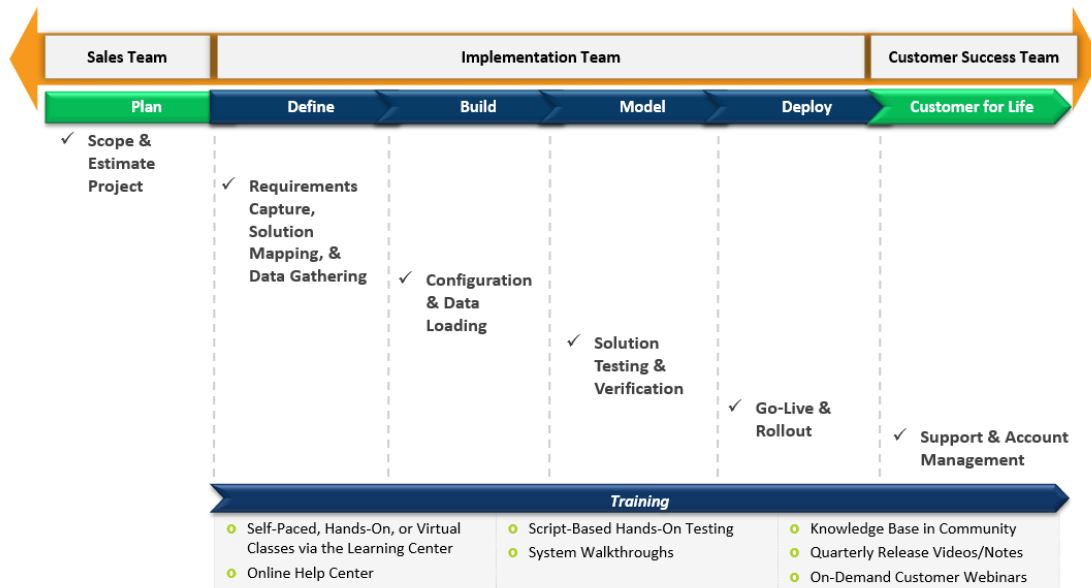 Sales Team
Implementation Team
Customer Success Team
Plan
Define
Build
Model
Deploy
Customer for Life
✓ Scope &
Estimate
Project
✓ Requirements
Capture,
Solution
Mapping, &
Data Gathering
✓ Configuration
& Data
Loading
✓ Solution
Testing &
Verification
✓ Go-Live &
Rollout
✓ Support & Account
Management
Training
o Self-Paced, Hands-On, or Virtual
Classes via the Learning Center
o Online Help Center
o Script-Based Hands-On Testing
o System Walkthroughs
o Knowledge Base in Community
o Quarterly Release Videos/Notes
o On-Demand Customer Webinars